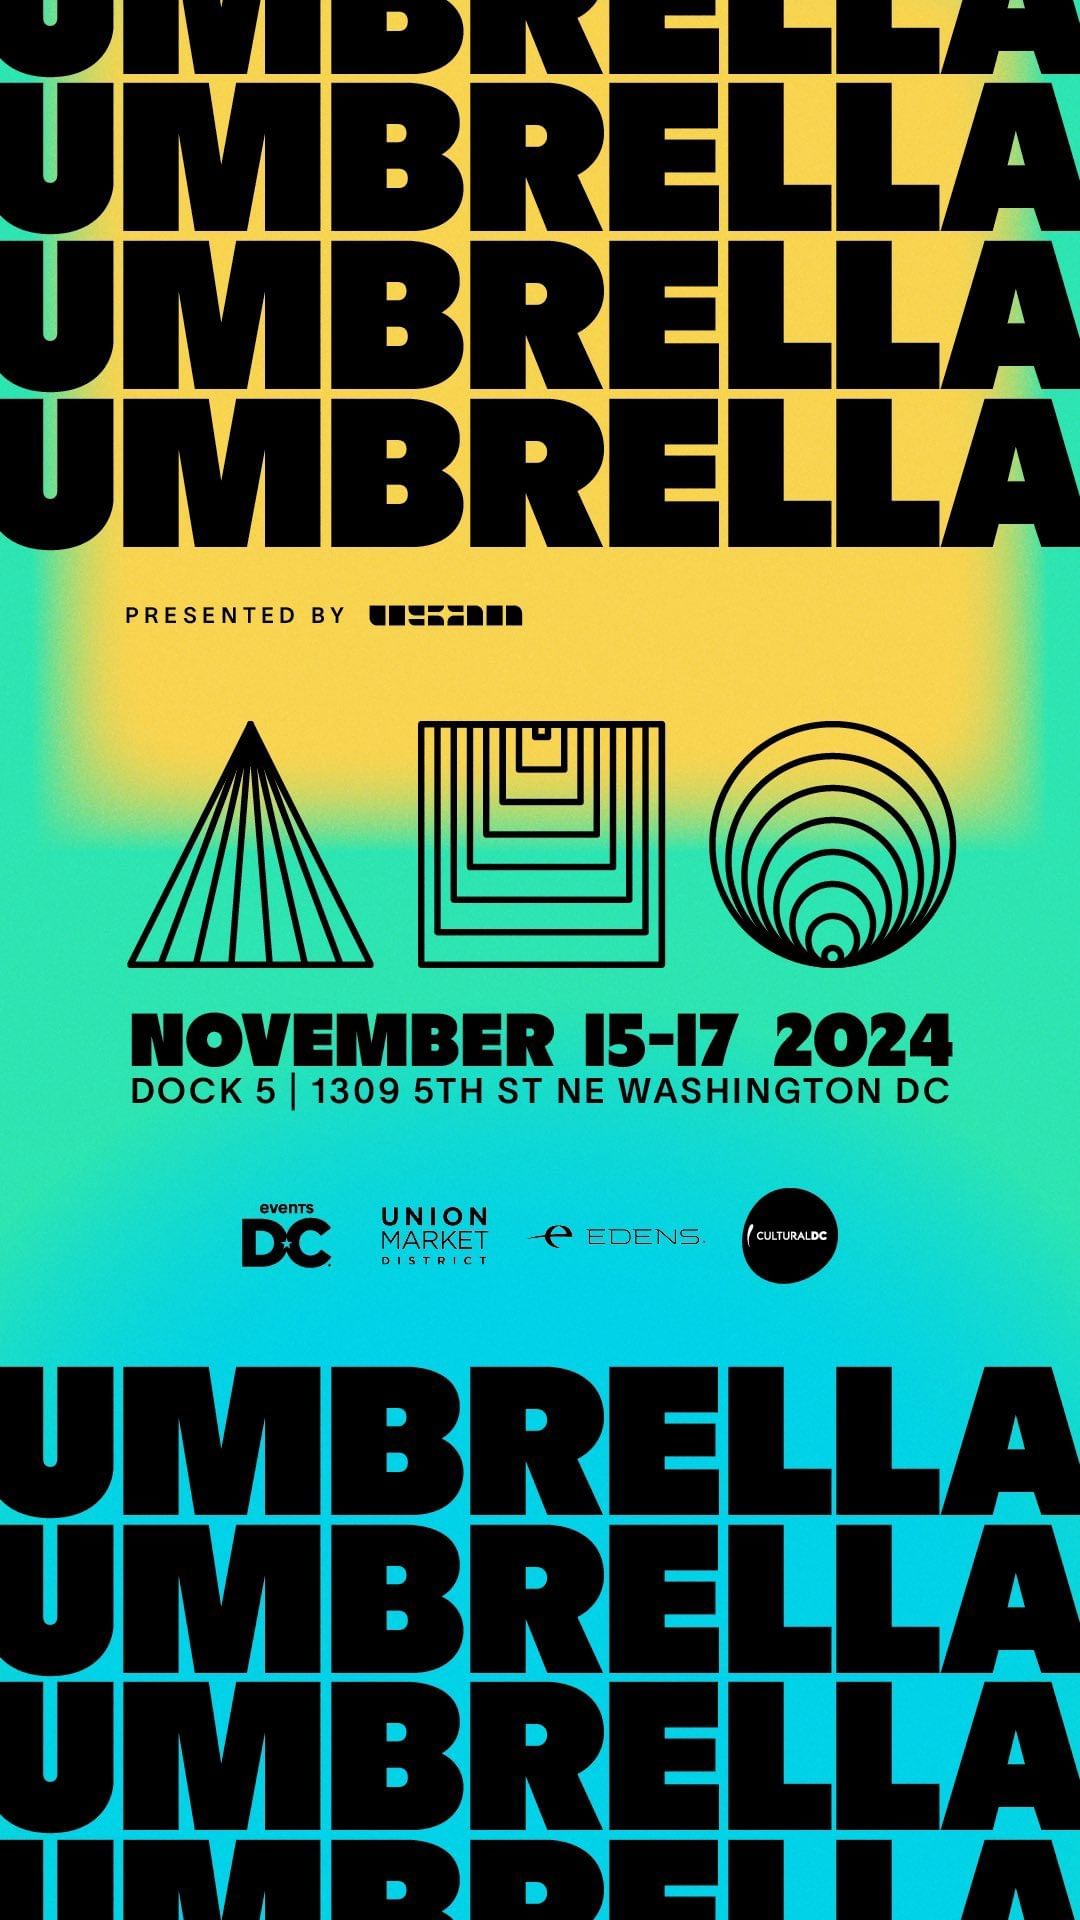 UMBRELLA
UMBRELLA
UMBRELLA
UMBRELLA
PRESENTED BY
NOVEMBER 15-17 2024
DOCK 5 | 1309 5TH ST NE WASHINGTON DC
events
DC
UNION
MARKET
DISTRICT
e EDENS.
CULTURALDC
UMBRELLA
UMBRELLA
UMBRELLA
UMBRELLA